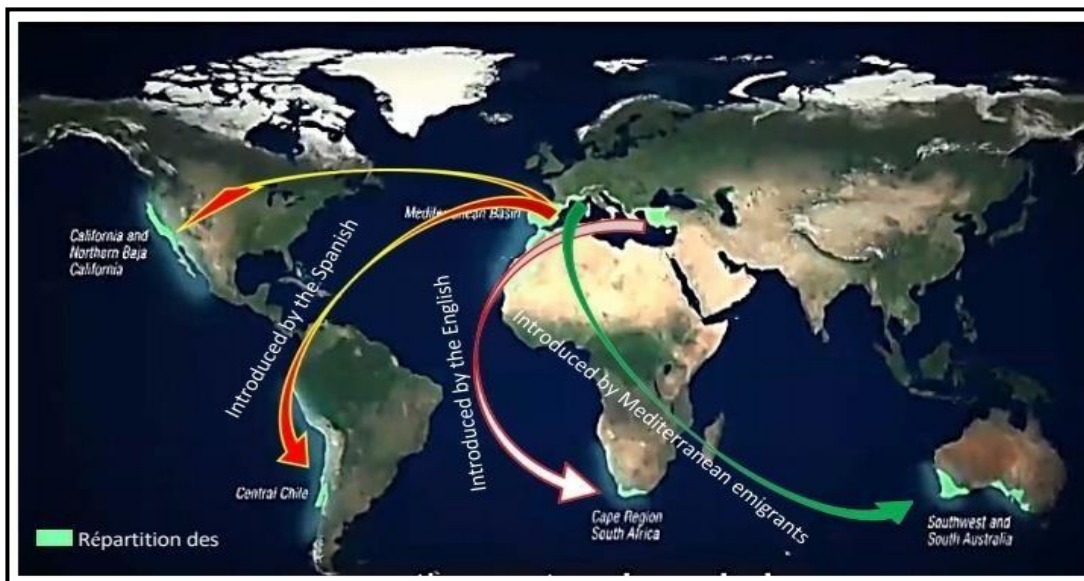 Mediterranean Basin
California and
Northern Baja
California
Introduced by the Spanish
Introduced by the English
Introduced by Mediterranean emigrants
Central Chile
Cape Region
South Africa
Southwest and
South Australia
Répartition des